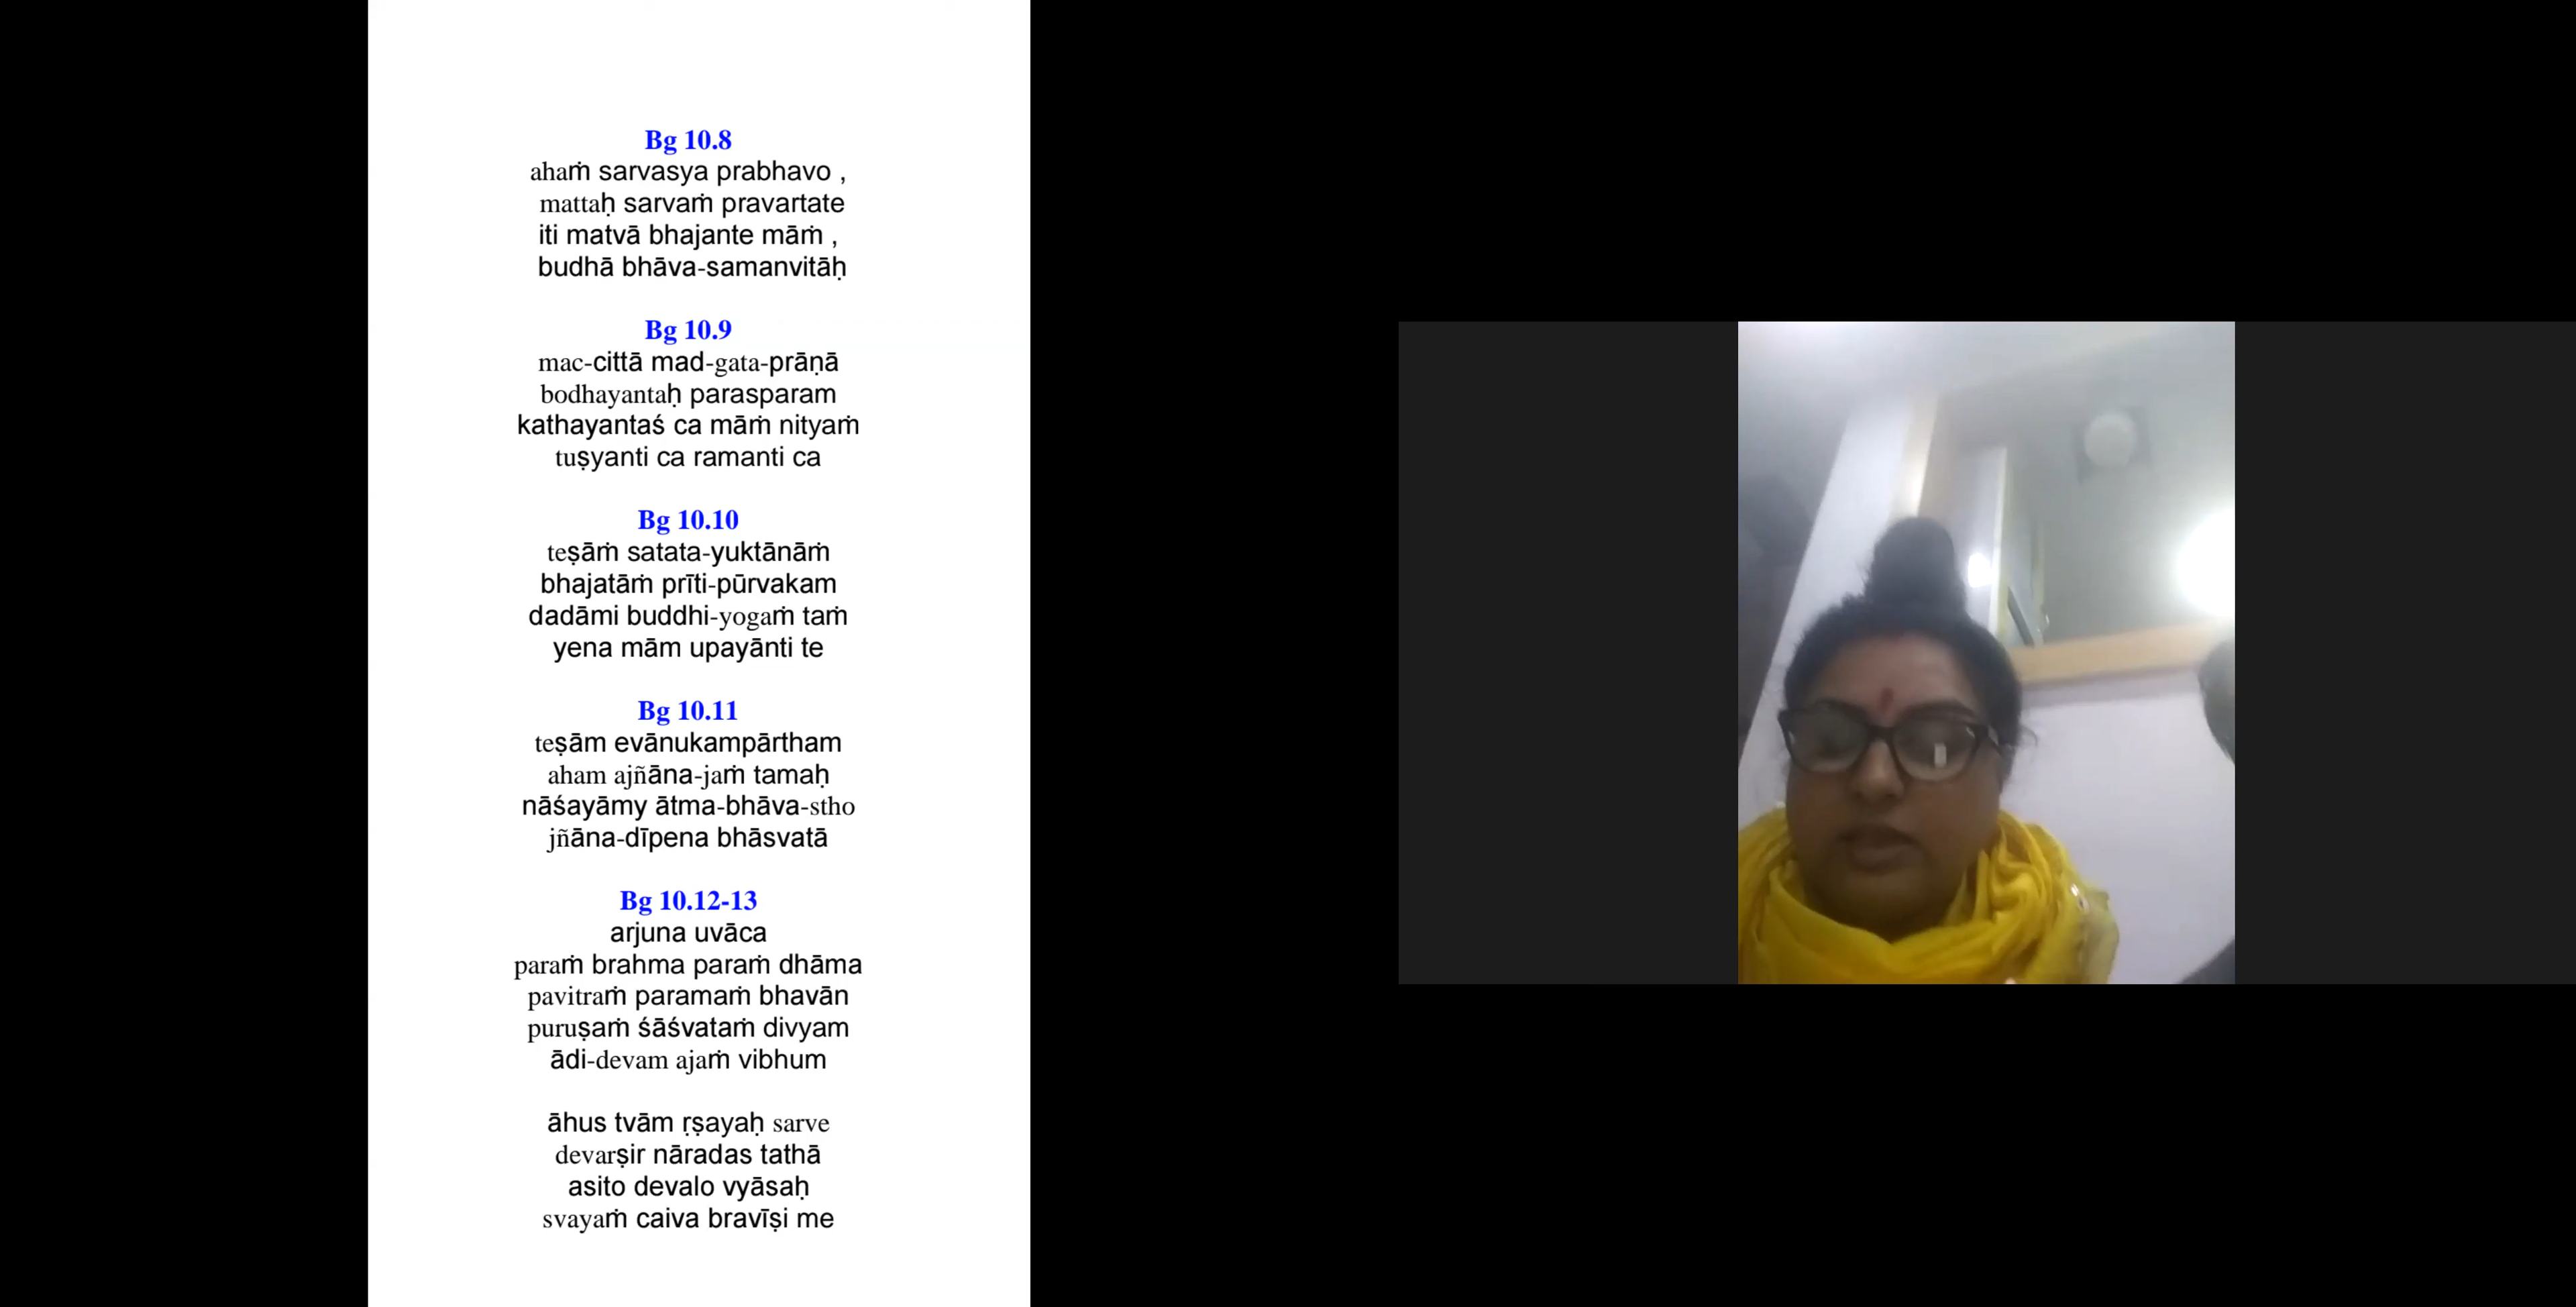 Bg 10.8
ahaṁ sarvasya prabhavo ,
mattaḥ sarvaṁ pravartate
iti matvā bhajante māṁ ,
budhā bhāva-samanvitāḥ
Bg 10.9
mac-cittā mad-gata-prāṇā
bodhayantaḥ parasparam
kathayantaś ca māṁ nityaṁ
tuṣyanti ca ramanti ca
Bg 10.10
teṣāṁ satata-yuktānāṁ
bhajatāṁ prīti-pūrvakam
dadāmi buddhi-yogaṁ taṁ
yena mām upayānti te
Bg 10.11
teṣām evānukampārtham
aham ajñāna-jaṁ tamaḥ
nāśayāmy ātma-bhāva-stho
jñāna-dīpena bhāsvatā
Bg 10.12-13
arjuna uvāca
paraṁ brahma paraṁ dhāma
pavitraṁ paramaṁ bhavān
puruṣaṁ śāśvataṁ divyam
ādi-devam ajaṁ vibhum
āhus tvām ṛṣayaḥ sarve
devarṣir nāradas tathā
asito devalo vyāsaḥ
svayaṁ caiva bravīṣi me